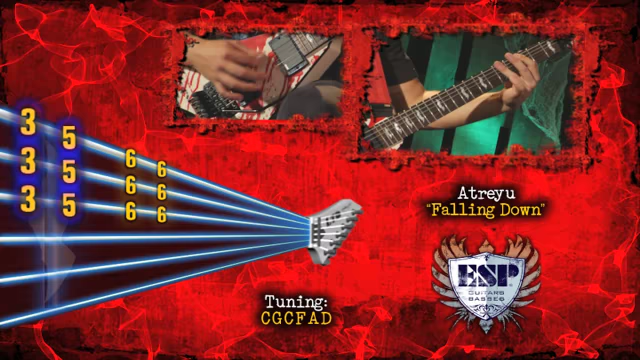 3 5 6 6
3 5 6 6
3 5 6 6
Atreyu
"Falling Down"
ESP
GUITARS
BASSES
Tuning:
CGCFAD